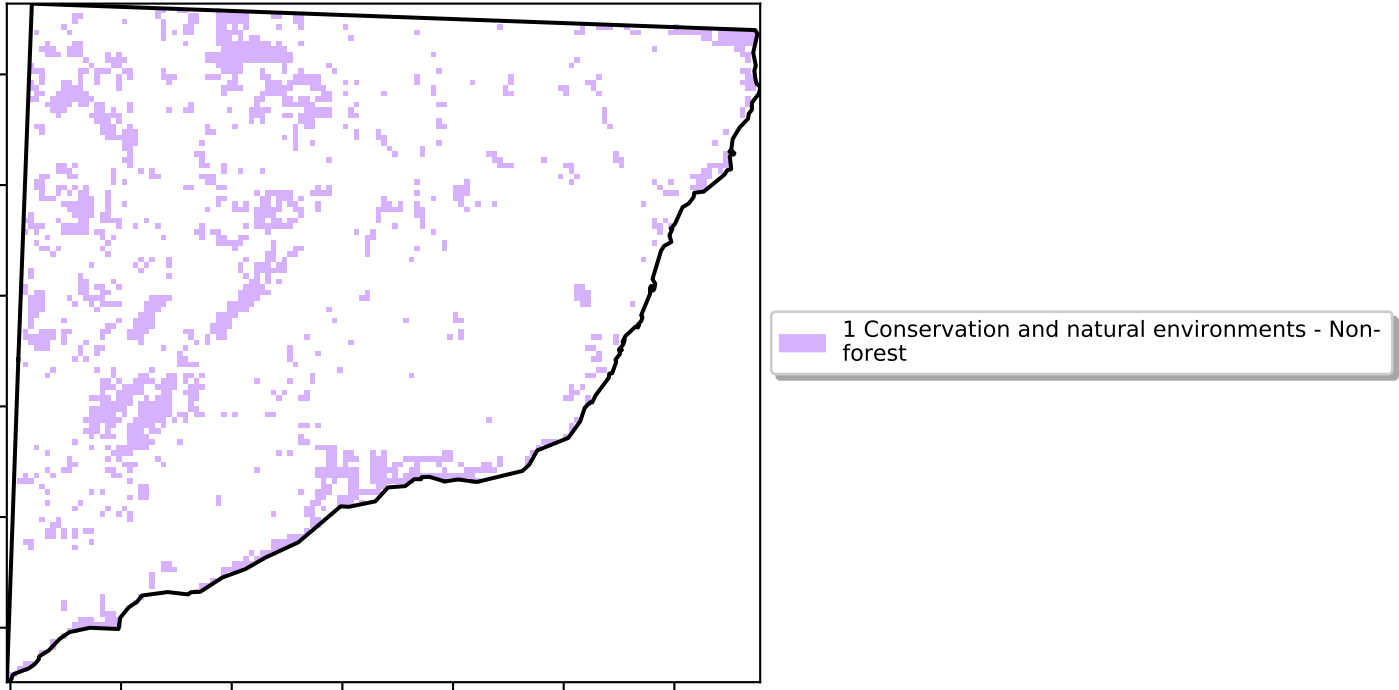 1 Conservation and natural environments - Non-
forest